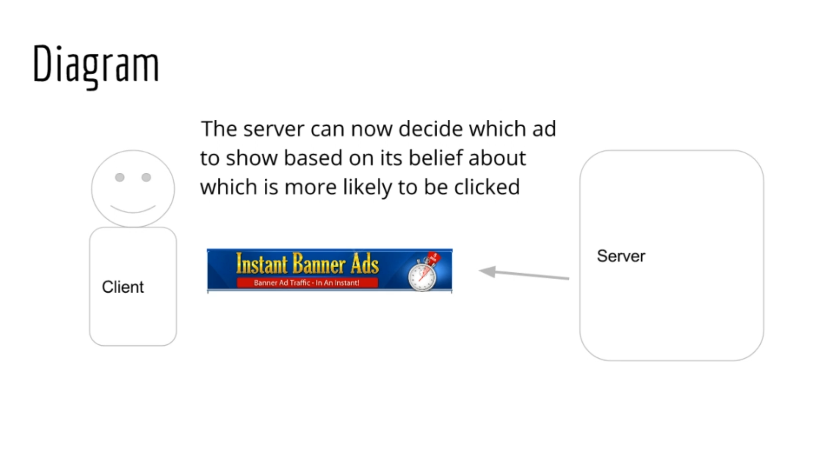 Diagram
The server can now decide which ad
to show based on its belief about
which is more likely to be clicked
Client
Instant Banner Ads
Banner Ad Traffic - In An Instant!
Server